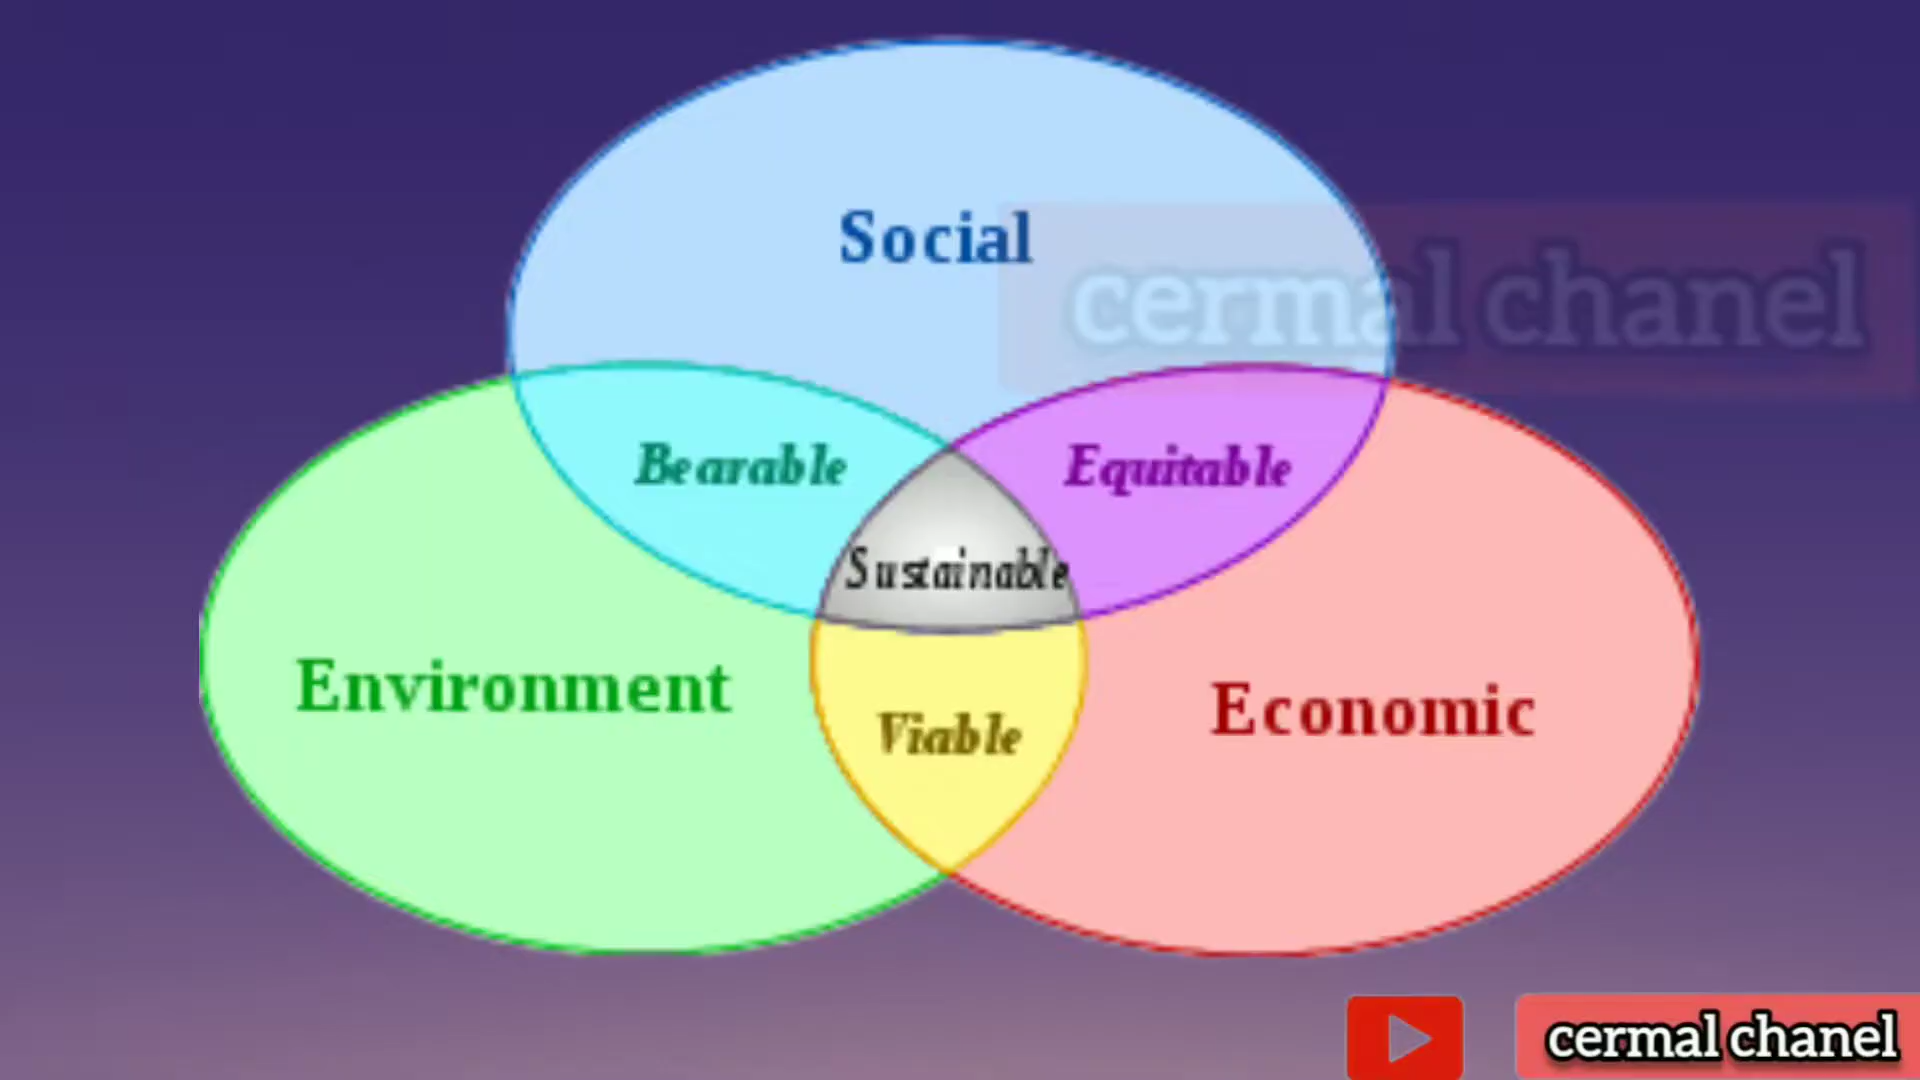 Social
cermal chanel
Bearable
Equitable
Sustainable
Environment
Economic
Viable
cermal chanel